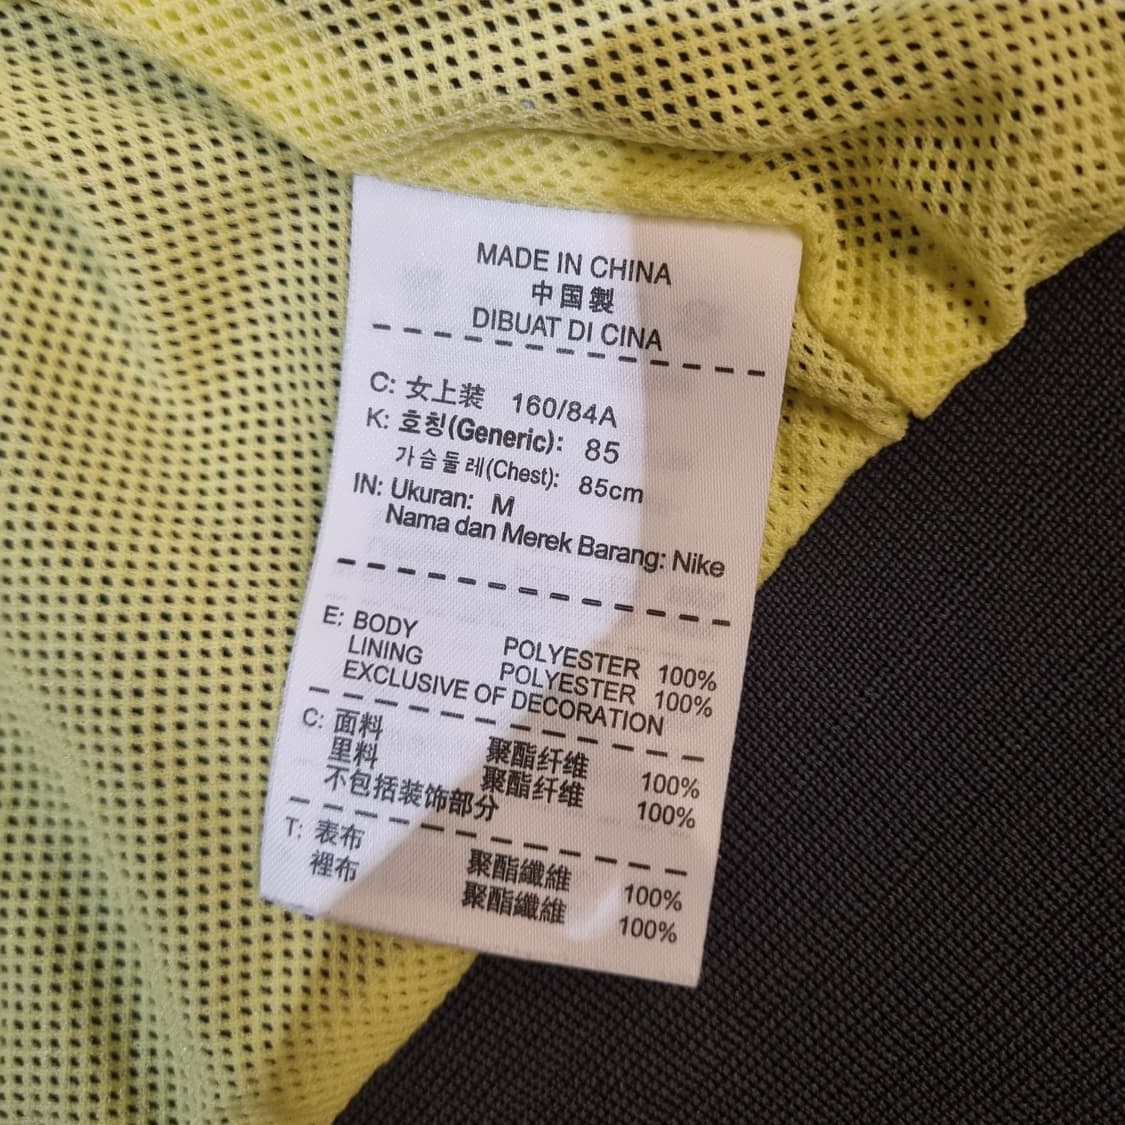 MADE IN CHINA
中国製
DIBUAT DI CINA
C: 女上装 160/84A
K: 호칭(Generic): 85
가슴둘레(Chest): 85cm
IN: Ukuran: M
Nama dan Merek Barang: Nike
E: BODY POLYESTER 100%
LINING POLYESTER 100%
EXCLUSIVE OF DECORATION
C: 面料 聚酯纤维 100%
里料 聚酯纤维 100%
不包括装饰部分
T: 表布 聚酯纖維 100%
裡布 聚酯纖維 100%